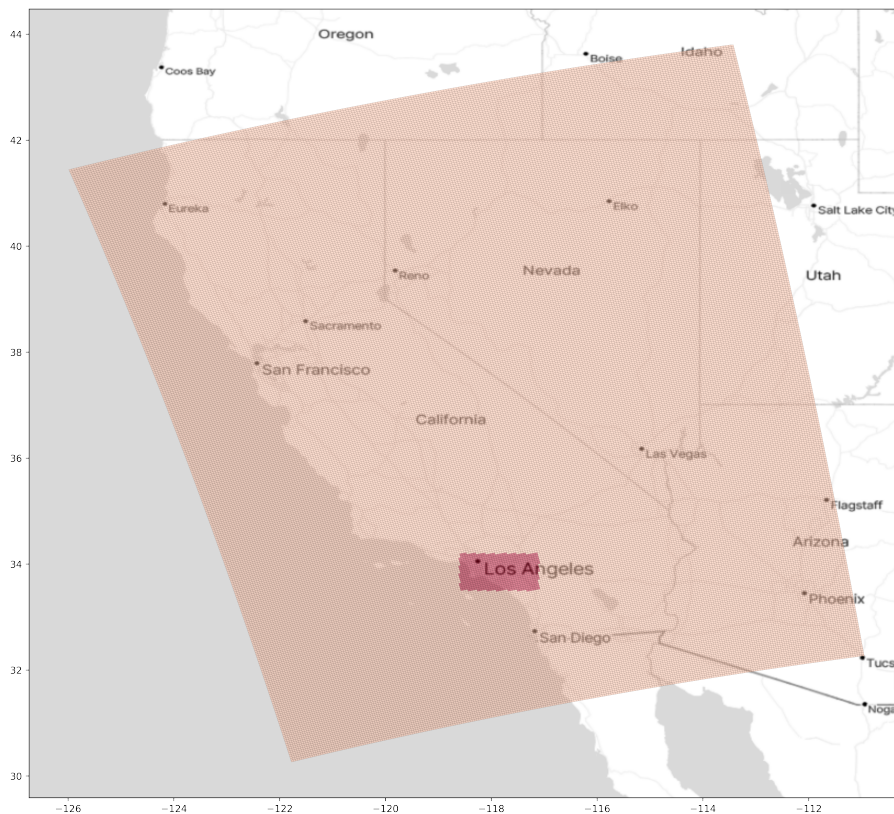 44
Oregon
Idaho
Boise
Coos Bay
42
Eureka
Elko
Salt Lake City
40
Reno
Nevada
Utah
Sacramento
38
San Francisco
California
36
Las Vegas
Flagstaff
Arizona
34
Los Angeles
Phoenix
San Diego
32
Tucs
Noga
30
−126 −124 −122 −120 −118 −116 −114 −112